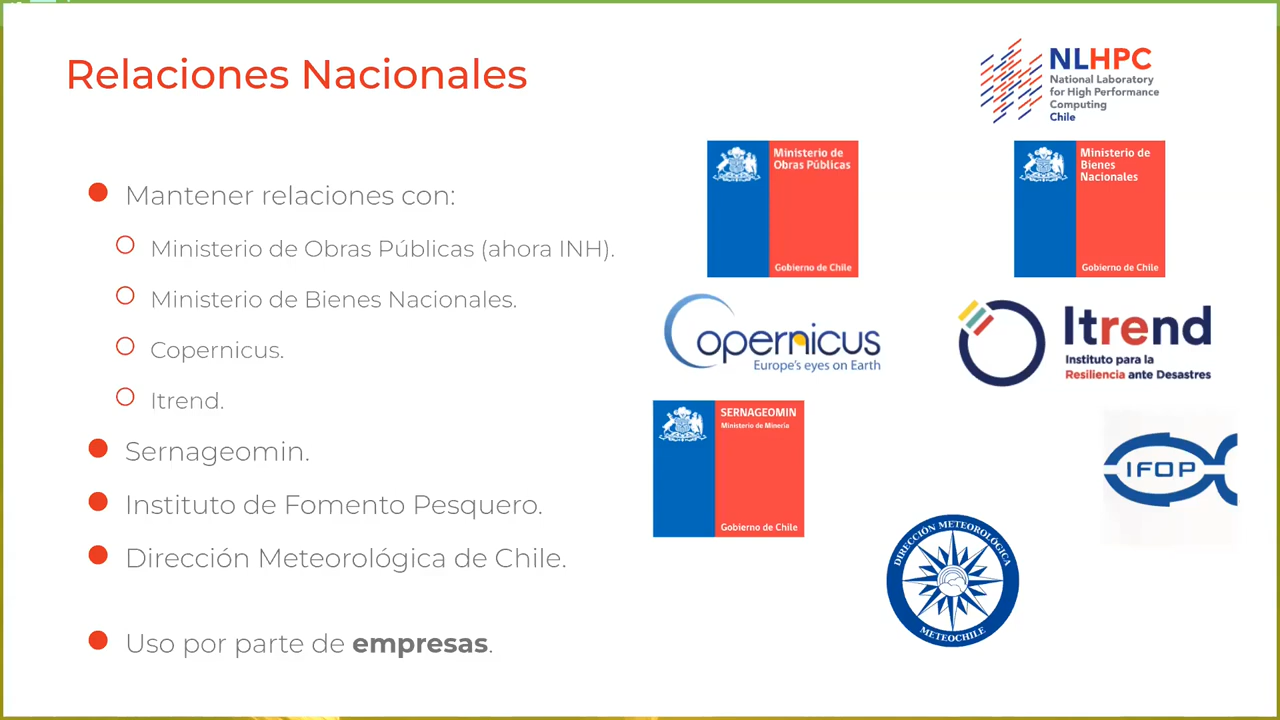 Relaciones Nacionales
NLHPC
National Laboratory
for High Performance
Computing
Chile
Mantener relaciones con:
Ministerio de Obras Públicas (ahora INH).
Ministerio de Bienes Nacionales.
Copernicus.
Itrend.
Sernageomin.
Instituto de Fomento Pesquero.
Dirección Meteorológica de Chile.
Uso por parte de empresas.
Ministerio de
Obras Públicas
Gobierno de Chile
Ministerio de
Bienes
Nacionales
Gobierno de Chile
Copernicus
Europe's eyes on Earth
Itrend
Instituto para la
Resiliencia ante Desastres
SERNAGEOMIN
Ministerio de Minería
Gobierno de Chile
IFOP
DIRECCIÓN METEOROLÓGICA
METEOCHILE